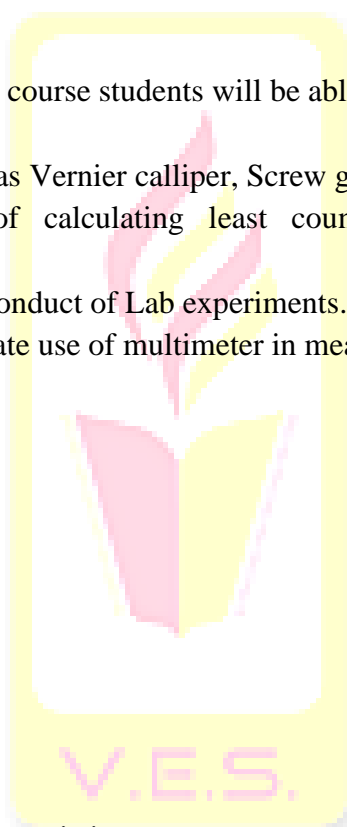 course students will be abl
as Vernier calliper, Screw g
of calculating least cour
onduct of Lab experiments.
ate use of multimeter in mea
V.E.S.